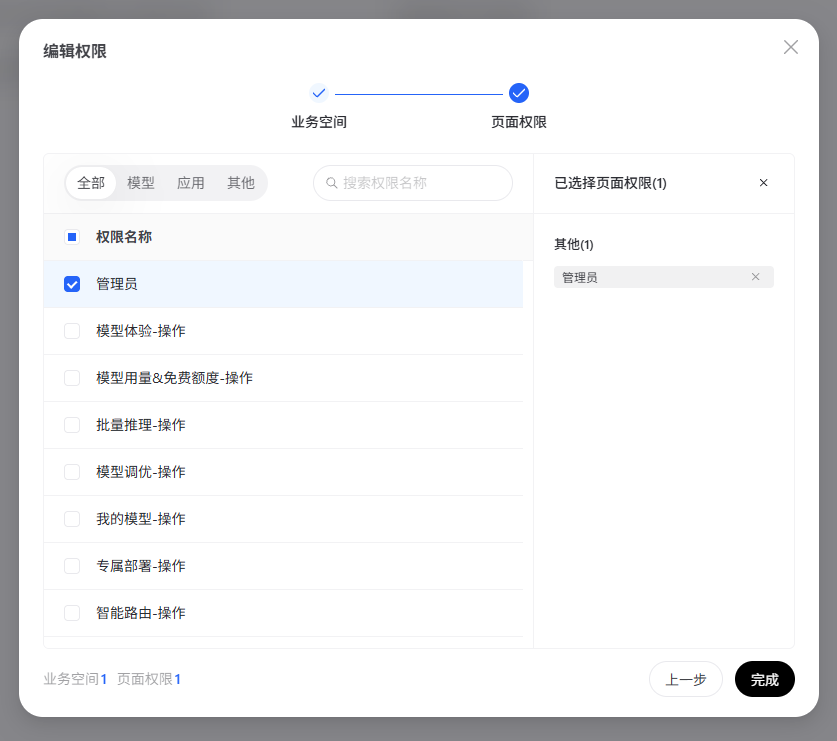 编辑权限
业务空间
页面权限
全部 模型 应用 其他
搜索权限名称
已选择页面权限(1)
权限名称
其他(1)
管理员
管理员
模型体验-操作
模型用量&免费额度-操作
批量推理-操作
模型调优-操作
我的模型-操作
专属部署-操作
智能路由-操作
业务空间1 页面权限1
上一步
完成